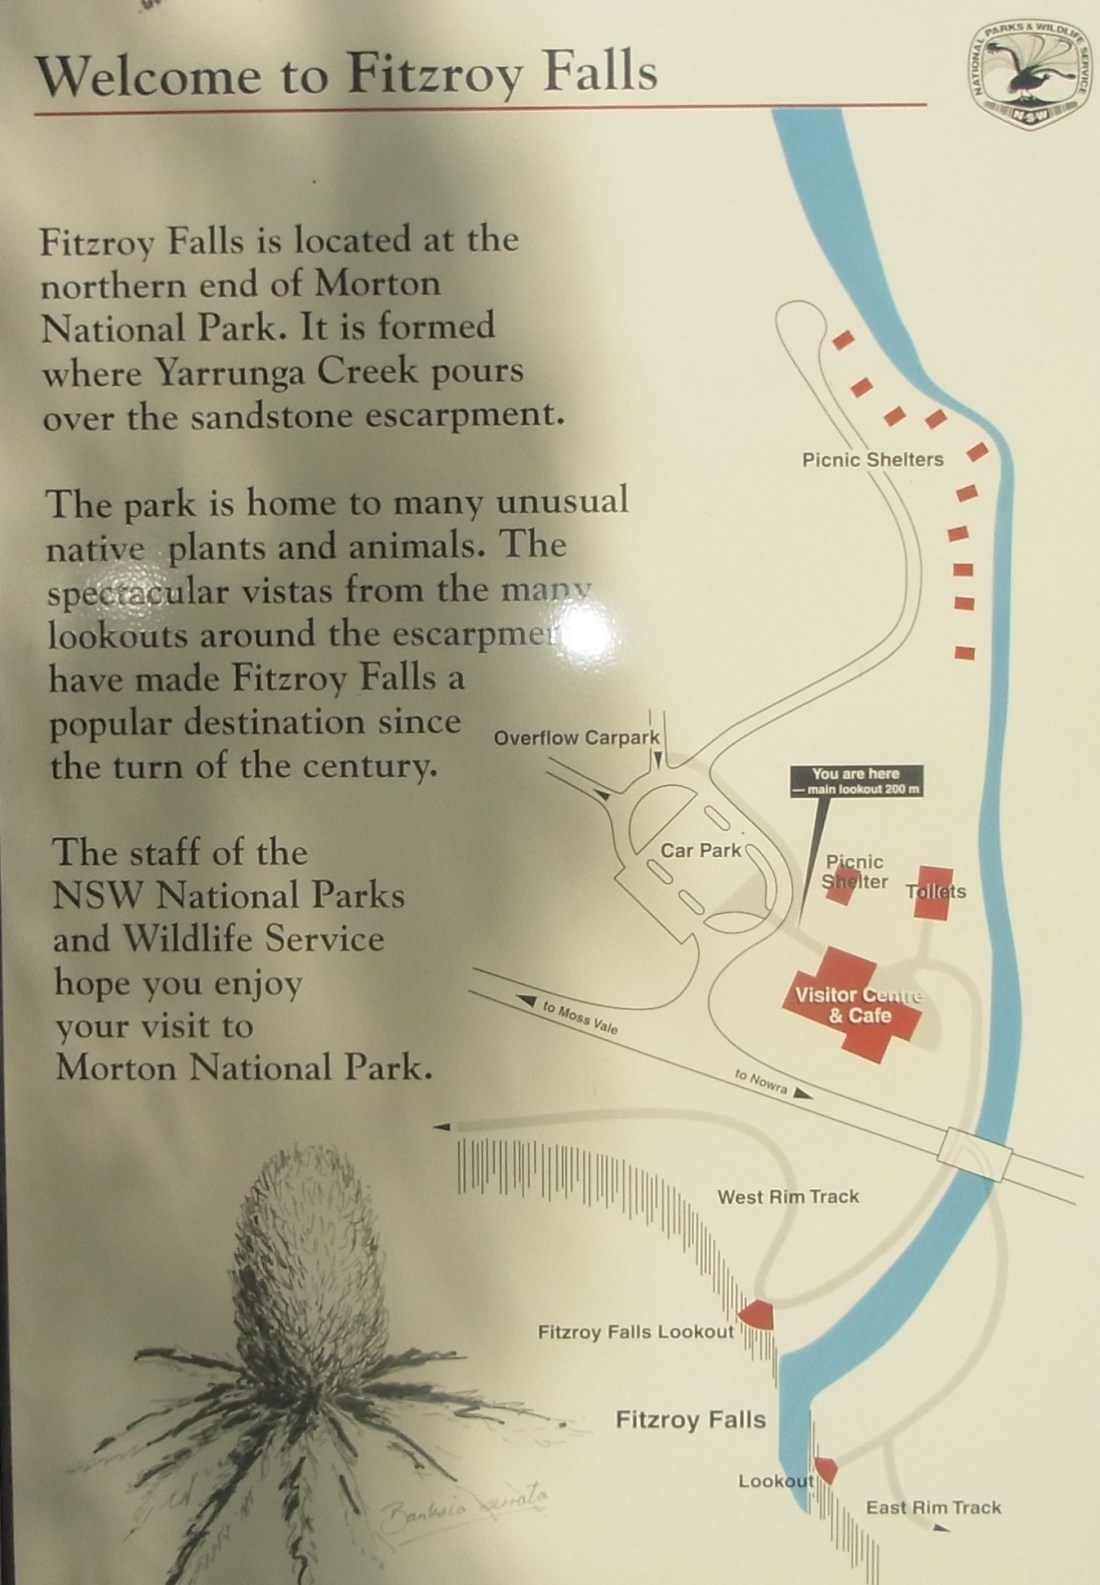 Welcome to Fitzroy Falls
NATIONAL PARKS & WILDLIFE SERVICE
N·S·W
Fitzroy Falls is located at the
northern end of Morton
National Park. It is formed
where Yarrunga Creek pours
over the sandstone escarpment.
The park is home to many unusual
native plants and animals. The
spectacular vistas from the many
lookouts around the escarpment
have made Fitzroy Falls a
popular destination since
the turn of the century.
The staff of the
NSW National Parks
and Wildlife Service
hope you enjoy
your visit to
Morton National Park.
Picnic Shelters
Overflow Carpark
You are here
— main lookout 200 m
Car Park
Picnic
Shelter
Toilets
Visitor Centre
& Cafe
to Moss Vale
to Nowra
West Rim Track
Fitzroy Falls Lookout
Fitzroy Falls
Lookout
East Rim Track
Banksia serrata